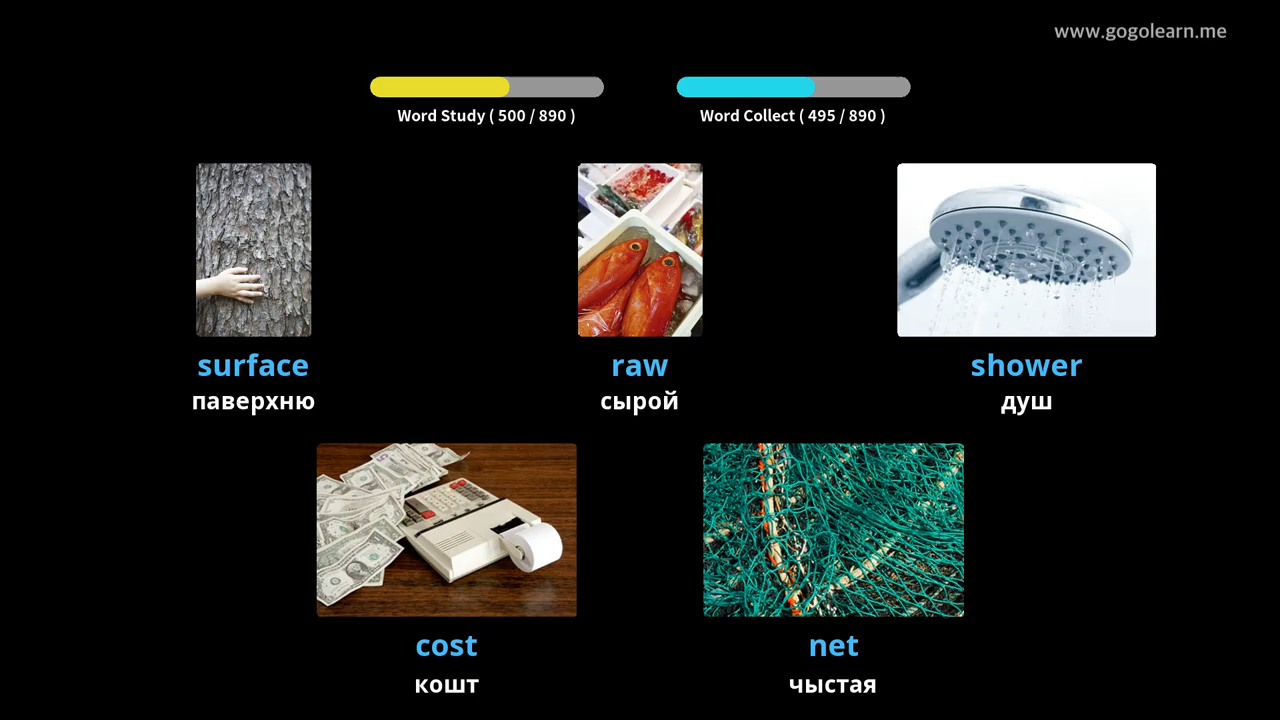 www.gogolearn.me
Word Study ( 500 / 890 )
Word Collect ( 495 / 890 )
surface
паверхню
raw
сырой
shower
душ
cost
кошт
net
чыстая